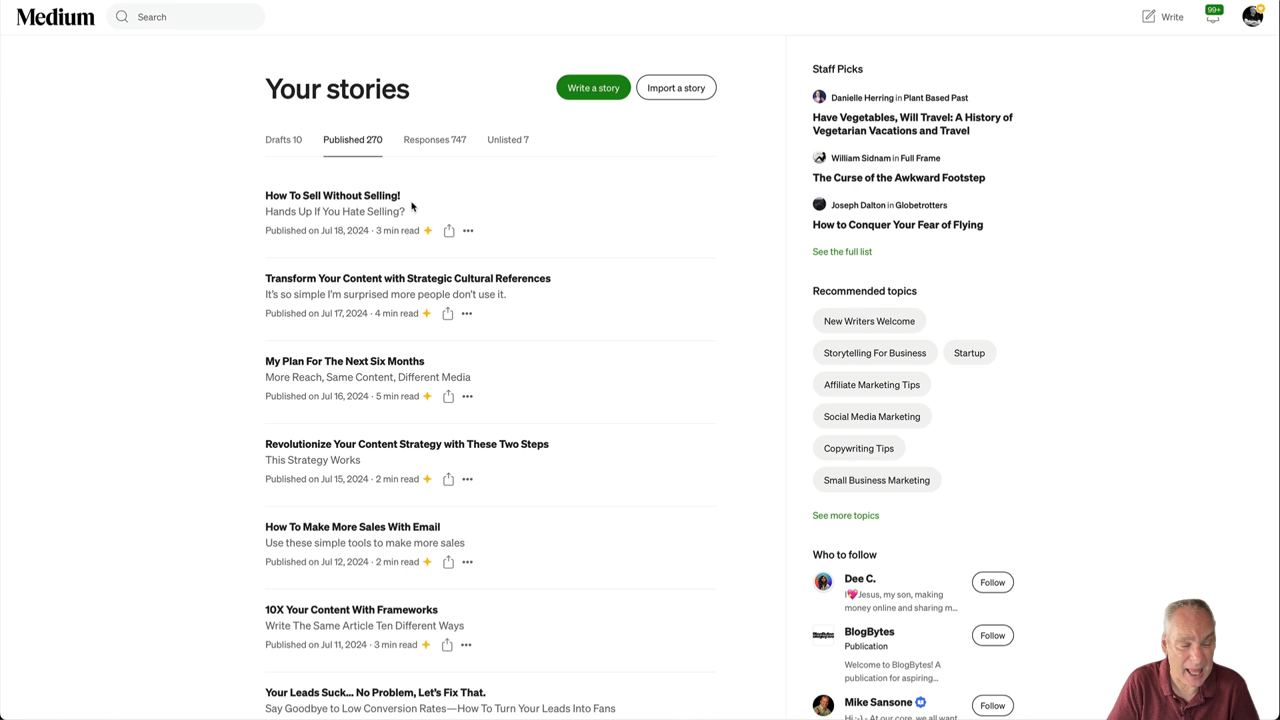 Medium
Search
Write
99+
Your stories
Write a story
Import a story
Drafts 10
Published 270
Responses 747
Unlisted 7
How To Sell Without Selling!
Hands Up If You Hate Selling?
Published on Jul 18, 2024 · 3 min read
Transform Your Content with Strategic Cultural References
It's so simple I'm surprised more people don't use it.
Published on Jul 17, 2024 · 4 min read
My Plan For The Next Six Months
More Reach, Same Content, Different Media
Published on Jul 16, 2024 · 5 min read
Revolutionize Your Content Strategy with These Two Steps
This Strategy Works
Published on Jul 15, 2024 · 2 min read
How To Make More Sales With Email
Use these simple tools to make more sales
Published on Jul 12, 2024 · 2 min read
10X Your Content With Frameworks
Write The Same Article Ten Different Ways
Published on Jul 11, 2024 · 3 min read
Your Leads Suck... No Problem, Let's Fix That.
Say Goodbye to Low Conversion Rates—How To Turn Your Leads Into Fans
Staff Picks
Danielle Herring in Plant Based Past
Have Vegetables, Will Travel: A History of
Vegetarian Vacations and Travel
William Sidnam in Full Frame
The Curse of the Awkward Footstep
Joseph Dalton in Globetrotters
How to Conquer Your Fear of Flying
See the full list
Recommended topics
New Writers Welcome
Storytelling For Business
Startup
Affiliate Marketing Tips
Social Media Marketing
Copywriting Tips
Small Business Marketing
See more topics
Who to follow
Dee C.
Follow
I💖Jesus, my son, making
money online and sharing m...
BlogBytes
Follow
Publication
Welcome to BlogBytes! A
publication for aspiring...
Mike Sansone
Follow
Hi :-) - At our core, we all want